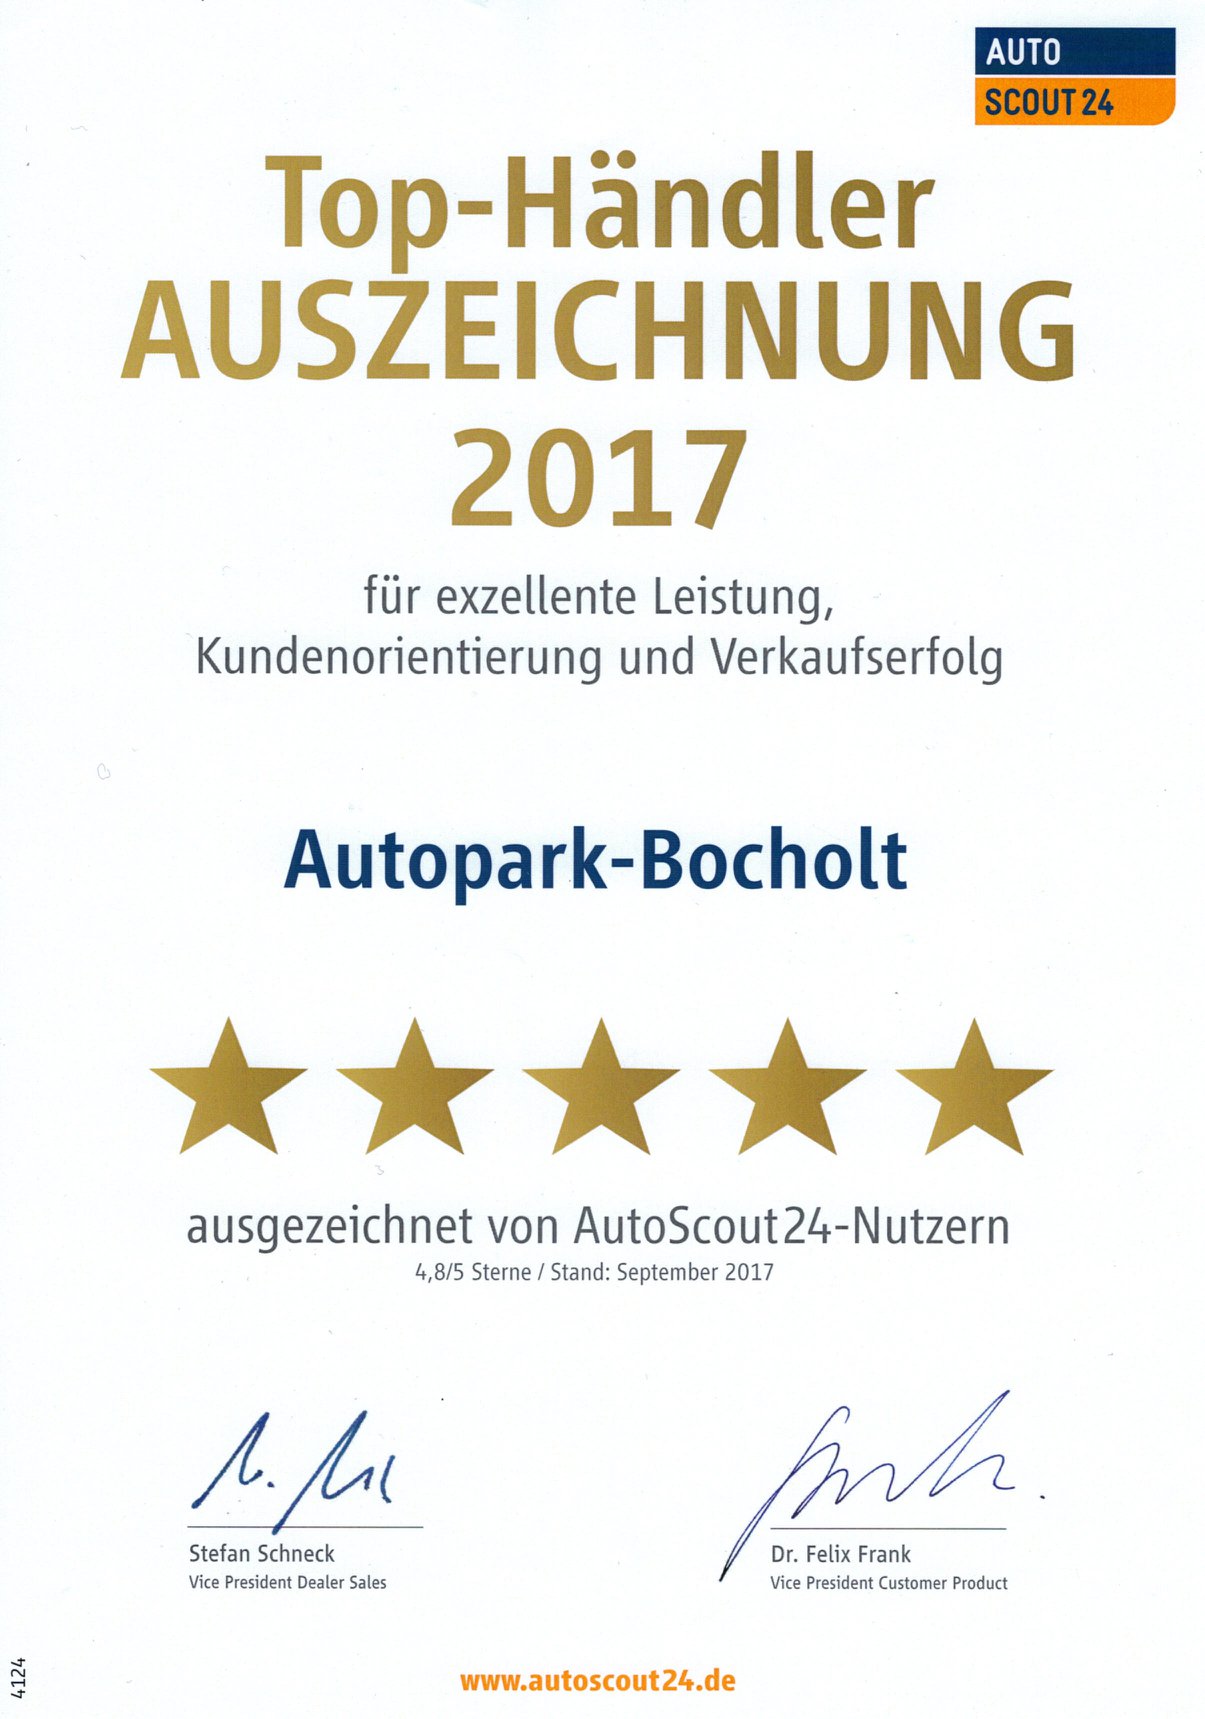 AUTO
SCOUT24
Top-Händler
AUSZEICHNUNG
2017
für exzellente Leistung,
Kundenorientierung und Verkaufserfolg
Autopark-Bocholt
ausgezeichnet von AutoScout24-Nutzern
4,8/5 Sterne / Stand: September 2017
Stefan Schneck
Vice President Dealer Sales
Dr. Felix Frank
Vice President Customer Product
www.autoscout24.de
4124